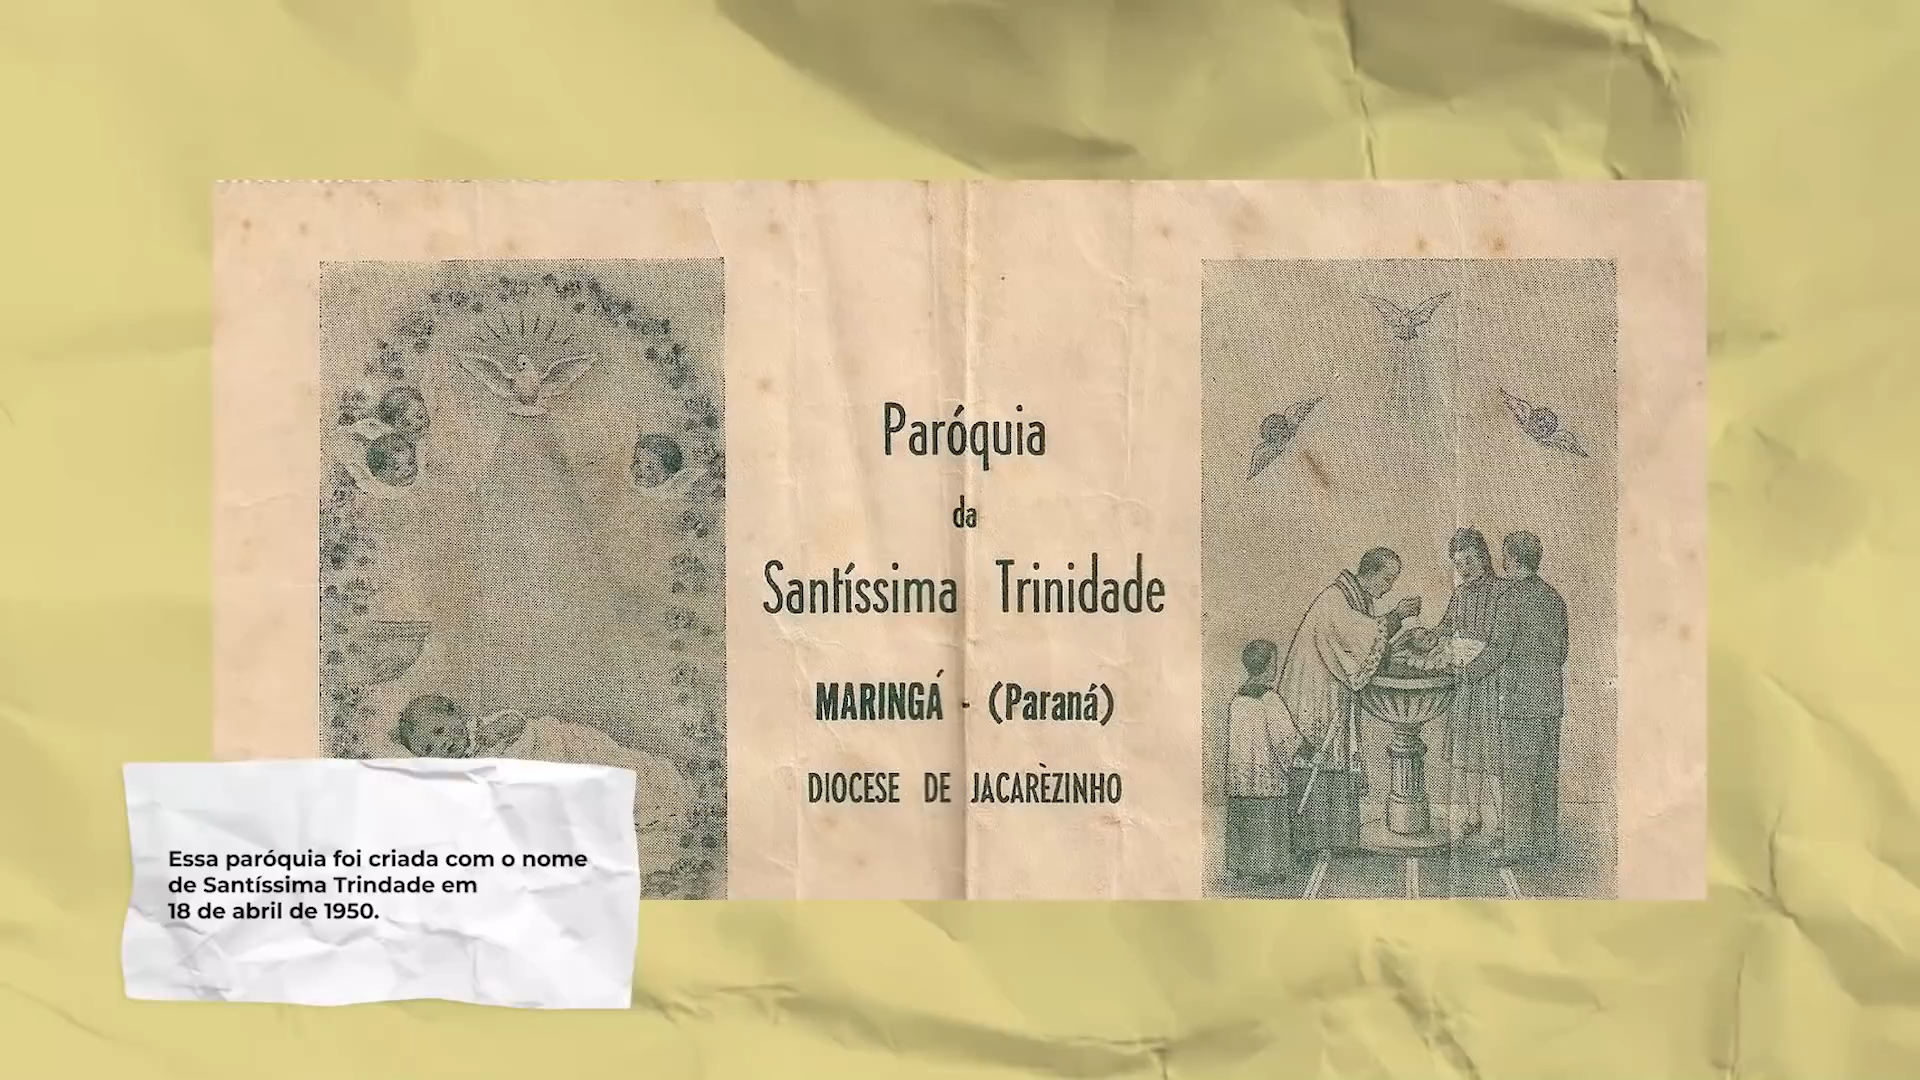 Paróquia
da
Santíssima Trinidade
MARINGÁ - (Paraná)
DIOCESE DE JACARÈZINHO
Essa paróquia foi criada com o nome
de Santíssima Trindade em
18 de abril de 1950.